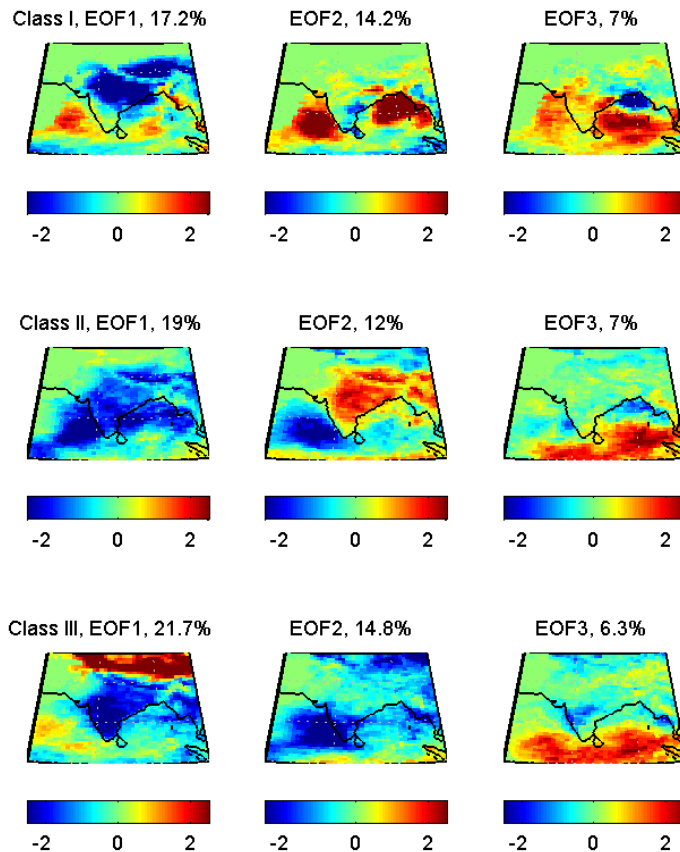 Class I, EOF1, 17.2%
EOF2, 14.2%
EOF3, 7%
-2 0 2
-2 0 2
-2 0 2
Class II, EOF1, 19%
EOF2, 12%
EOF3, 7%
-2 0 2
-2 0 2
-2 0 2
Class III, EOF1, 21.7%
EOF2, 14.8%
EOF3, 6.3%
-2 0 2
-2 0 2
-2 0 2